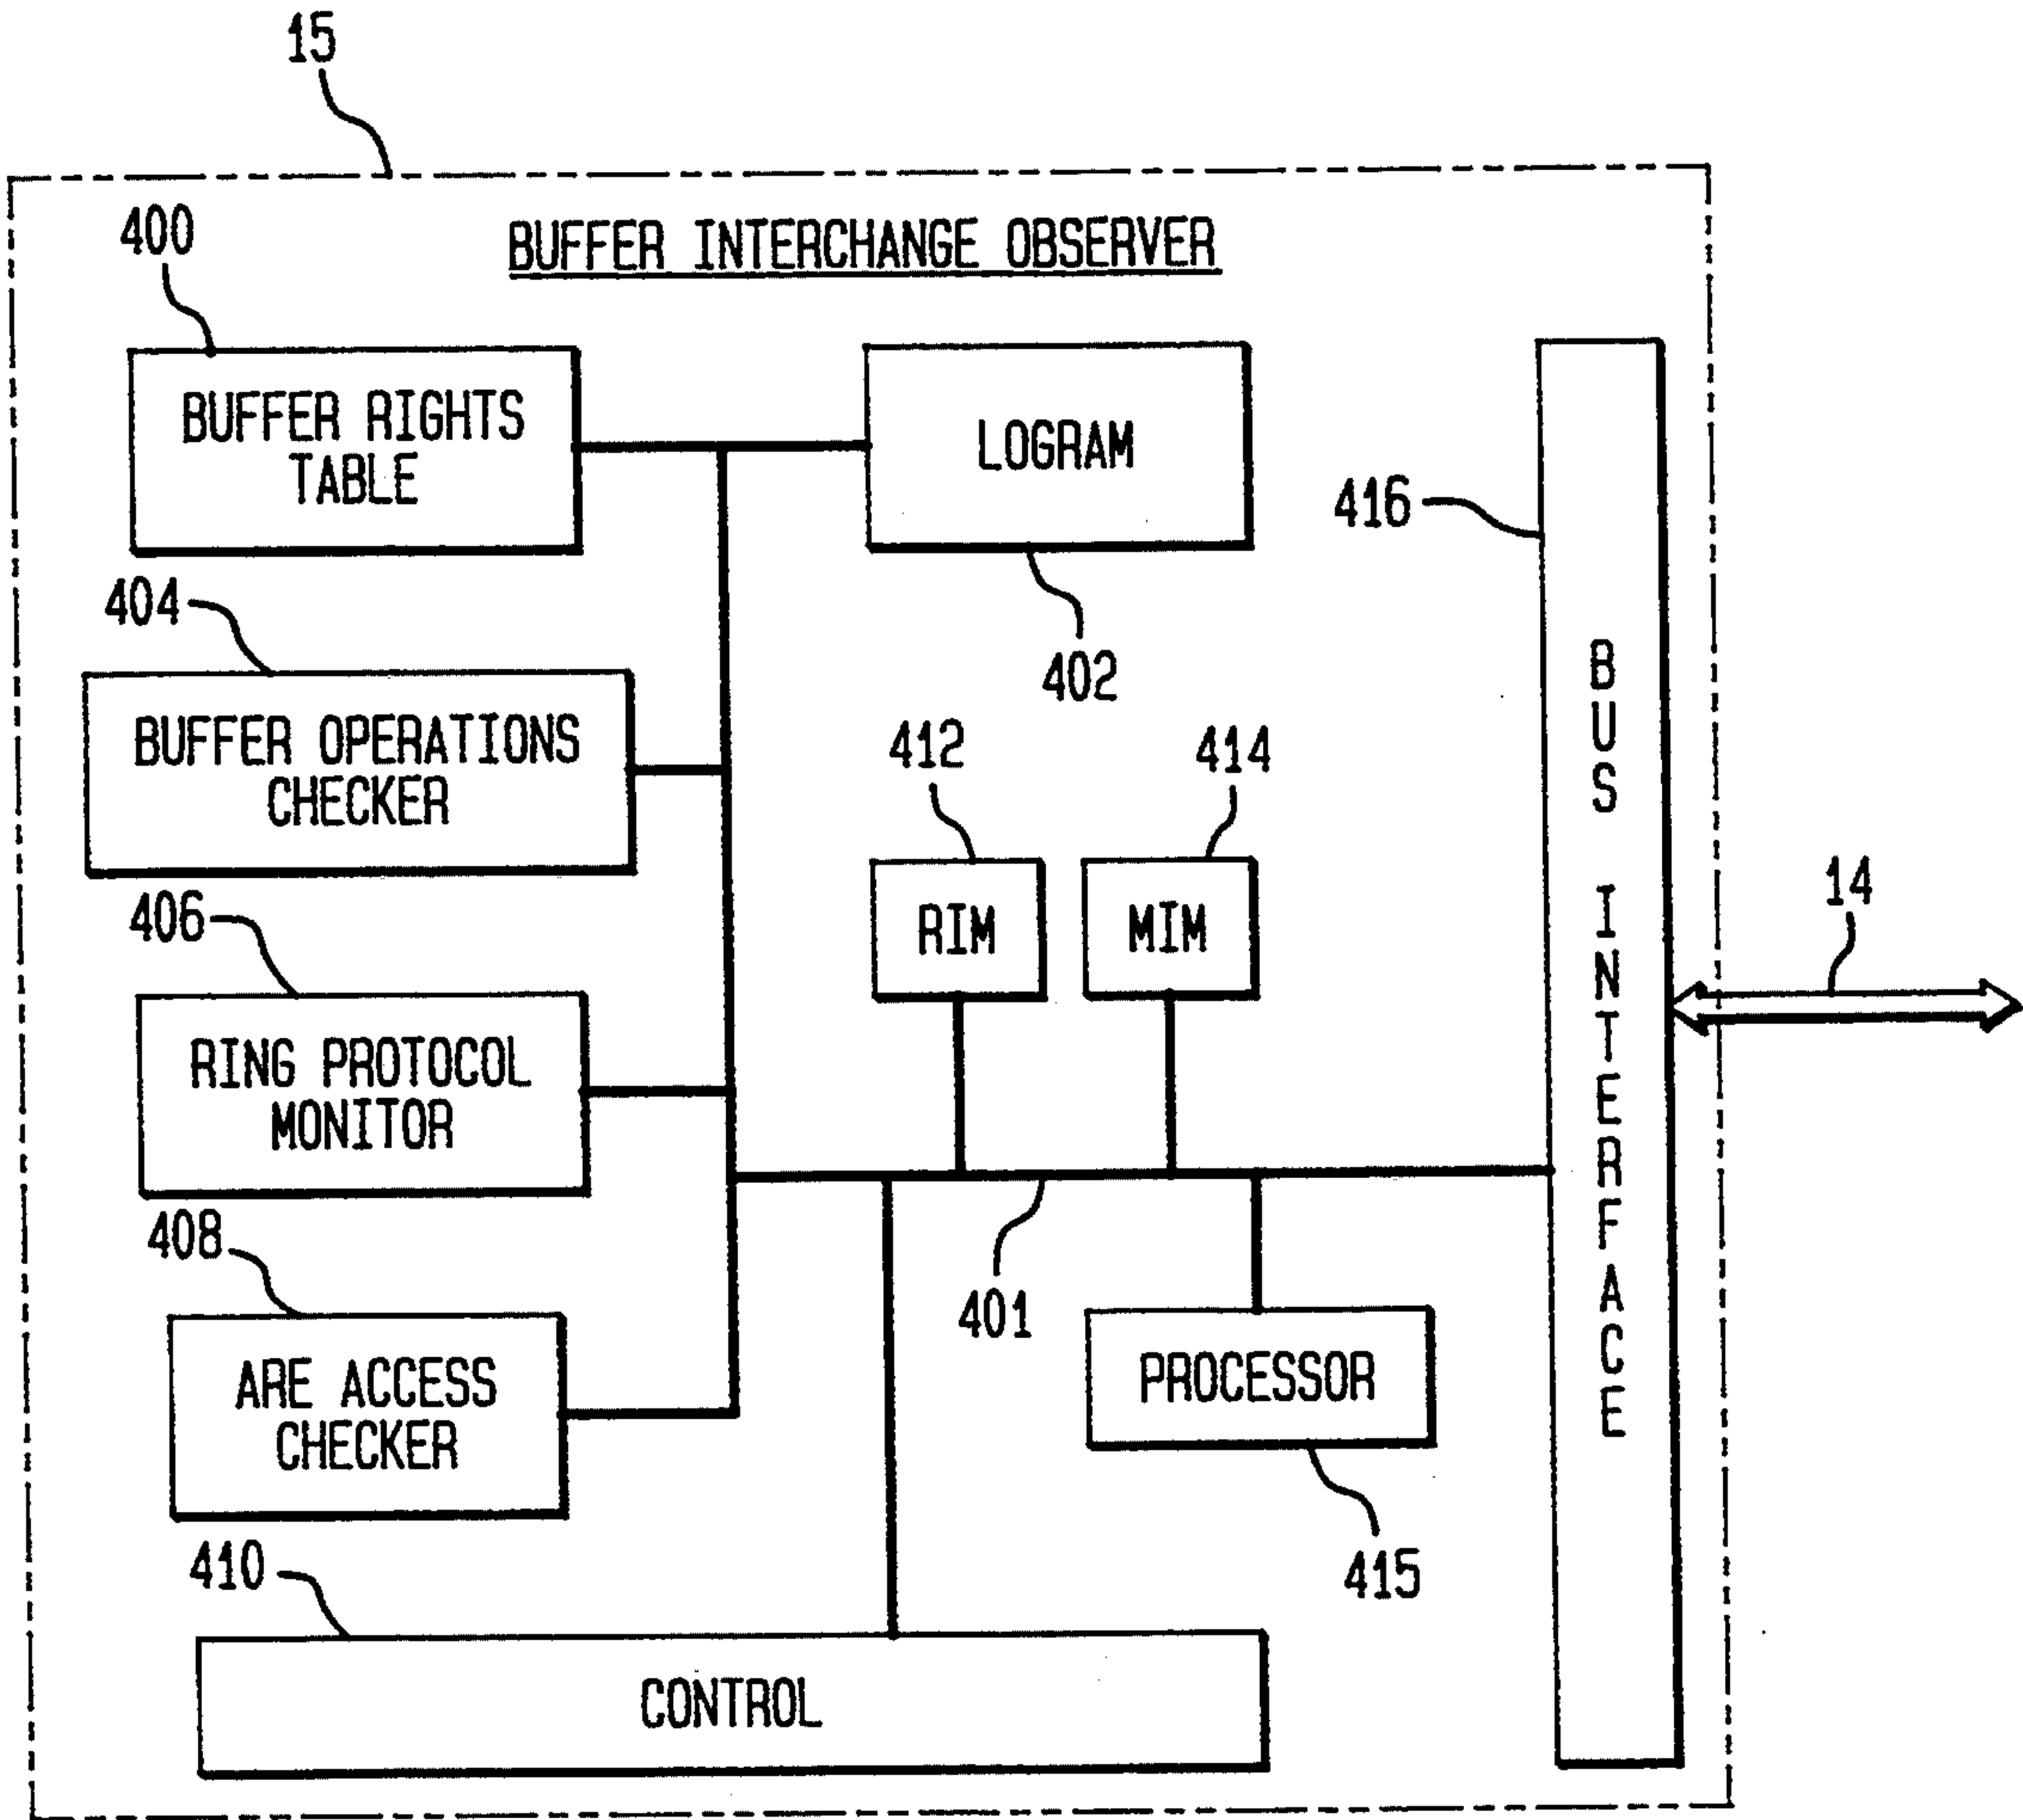 15
400
BUFFER INTERCHANGE OBSERVER
BUFFER RIGHTS
TABLE
LOGRAM
416
404
402
BUFFER OPERATIONS
CHECKER
412
414
406
RIM
MIM
14
RING PROTOCOL
MONITOR
408
401
ARE ACCESS
CHECKER
PROCESSOR
410
415
CONTROL
BUS INTERFACE